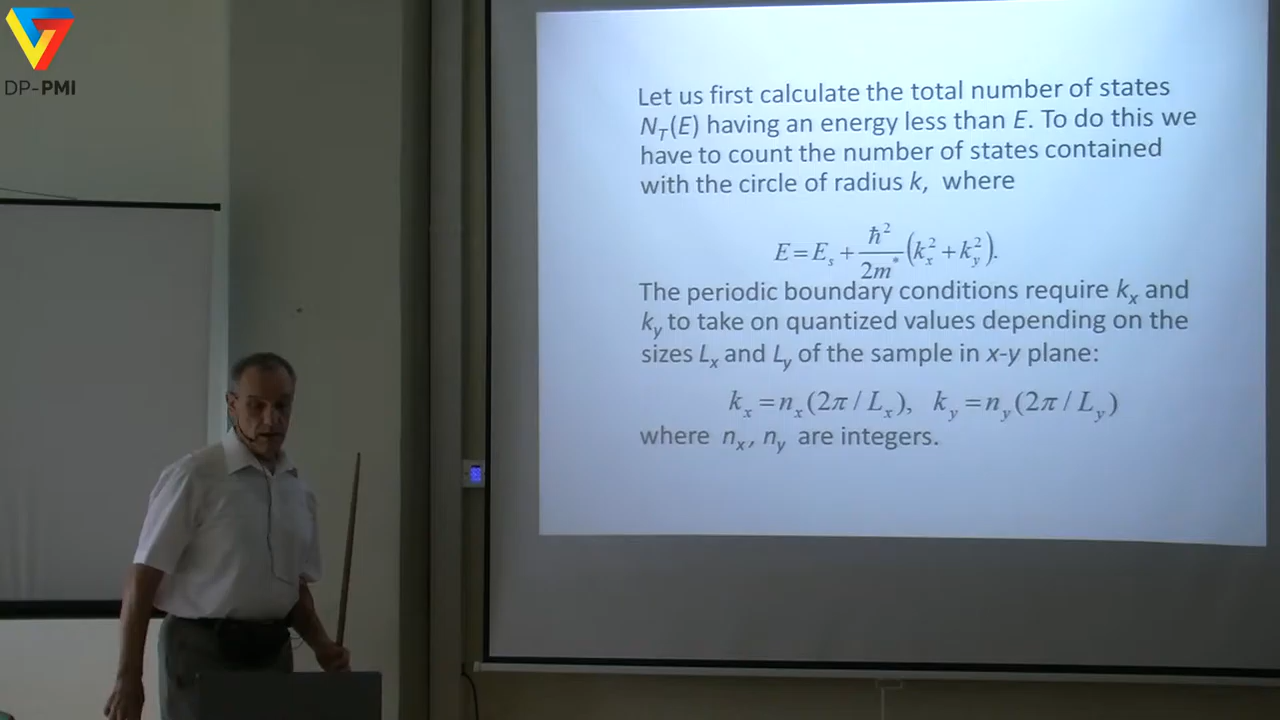 DP-PMI
Let us first calculate the total number of states
N_T(E) having an energy less than E. To do this we
have to count the number of states contained
with the circle of radius k, where
E = E_s + ħ²/2m* (k_x² + k_y²).
The periodic boundary conditions require k_x and
k_y to take on quantized values depending on the
sizes L_x and L_y of the sample in x-y plane:
k_x = n_x(2π / L_x), k_y = n_y(2π / L_y)
where n_x, n_y are integers.